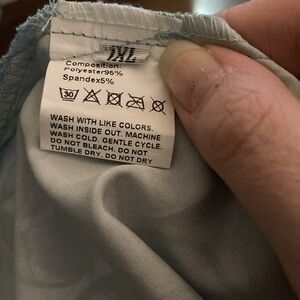 1XL
Composition:
Polyester95%
Spandex5%
30
WASH WITH LIKE COLORS.
WASH INSIDE OUT. MACHINE
WASH COLD. GENTLE CYCLE.
DO NOT BLEACH. DO NOT
TUMBLE DRY. DO NOT